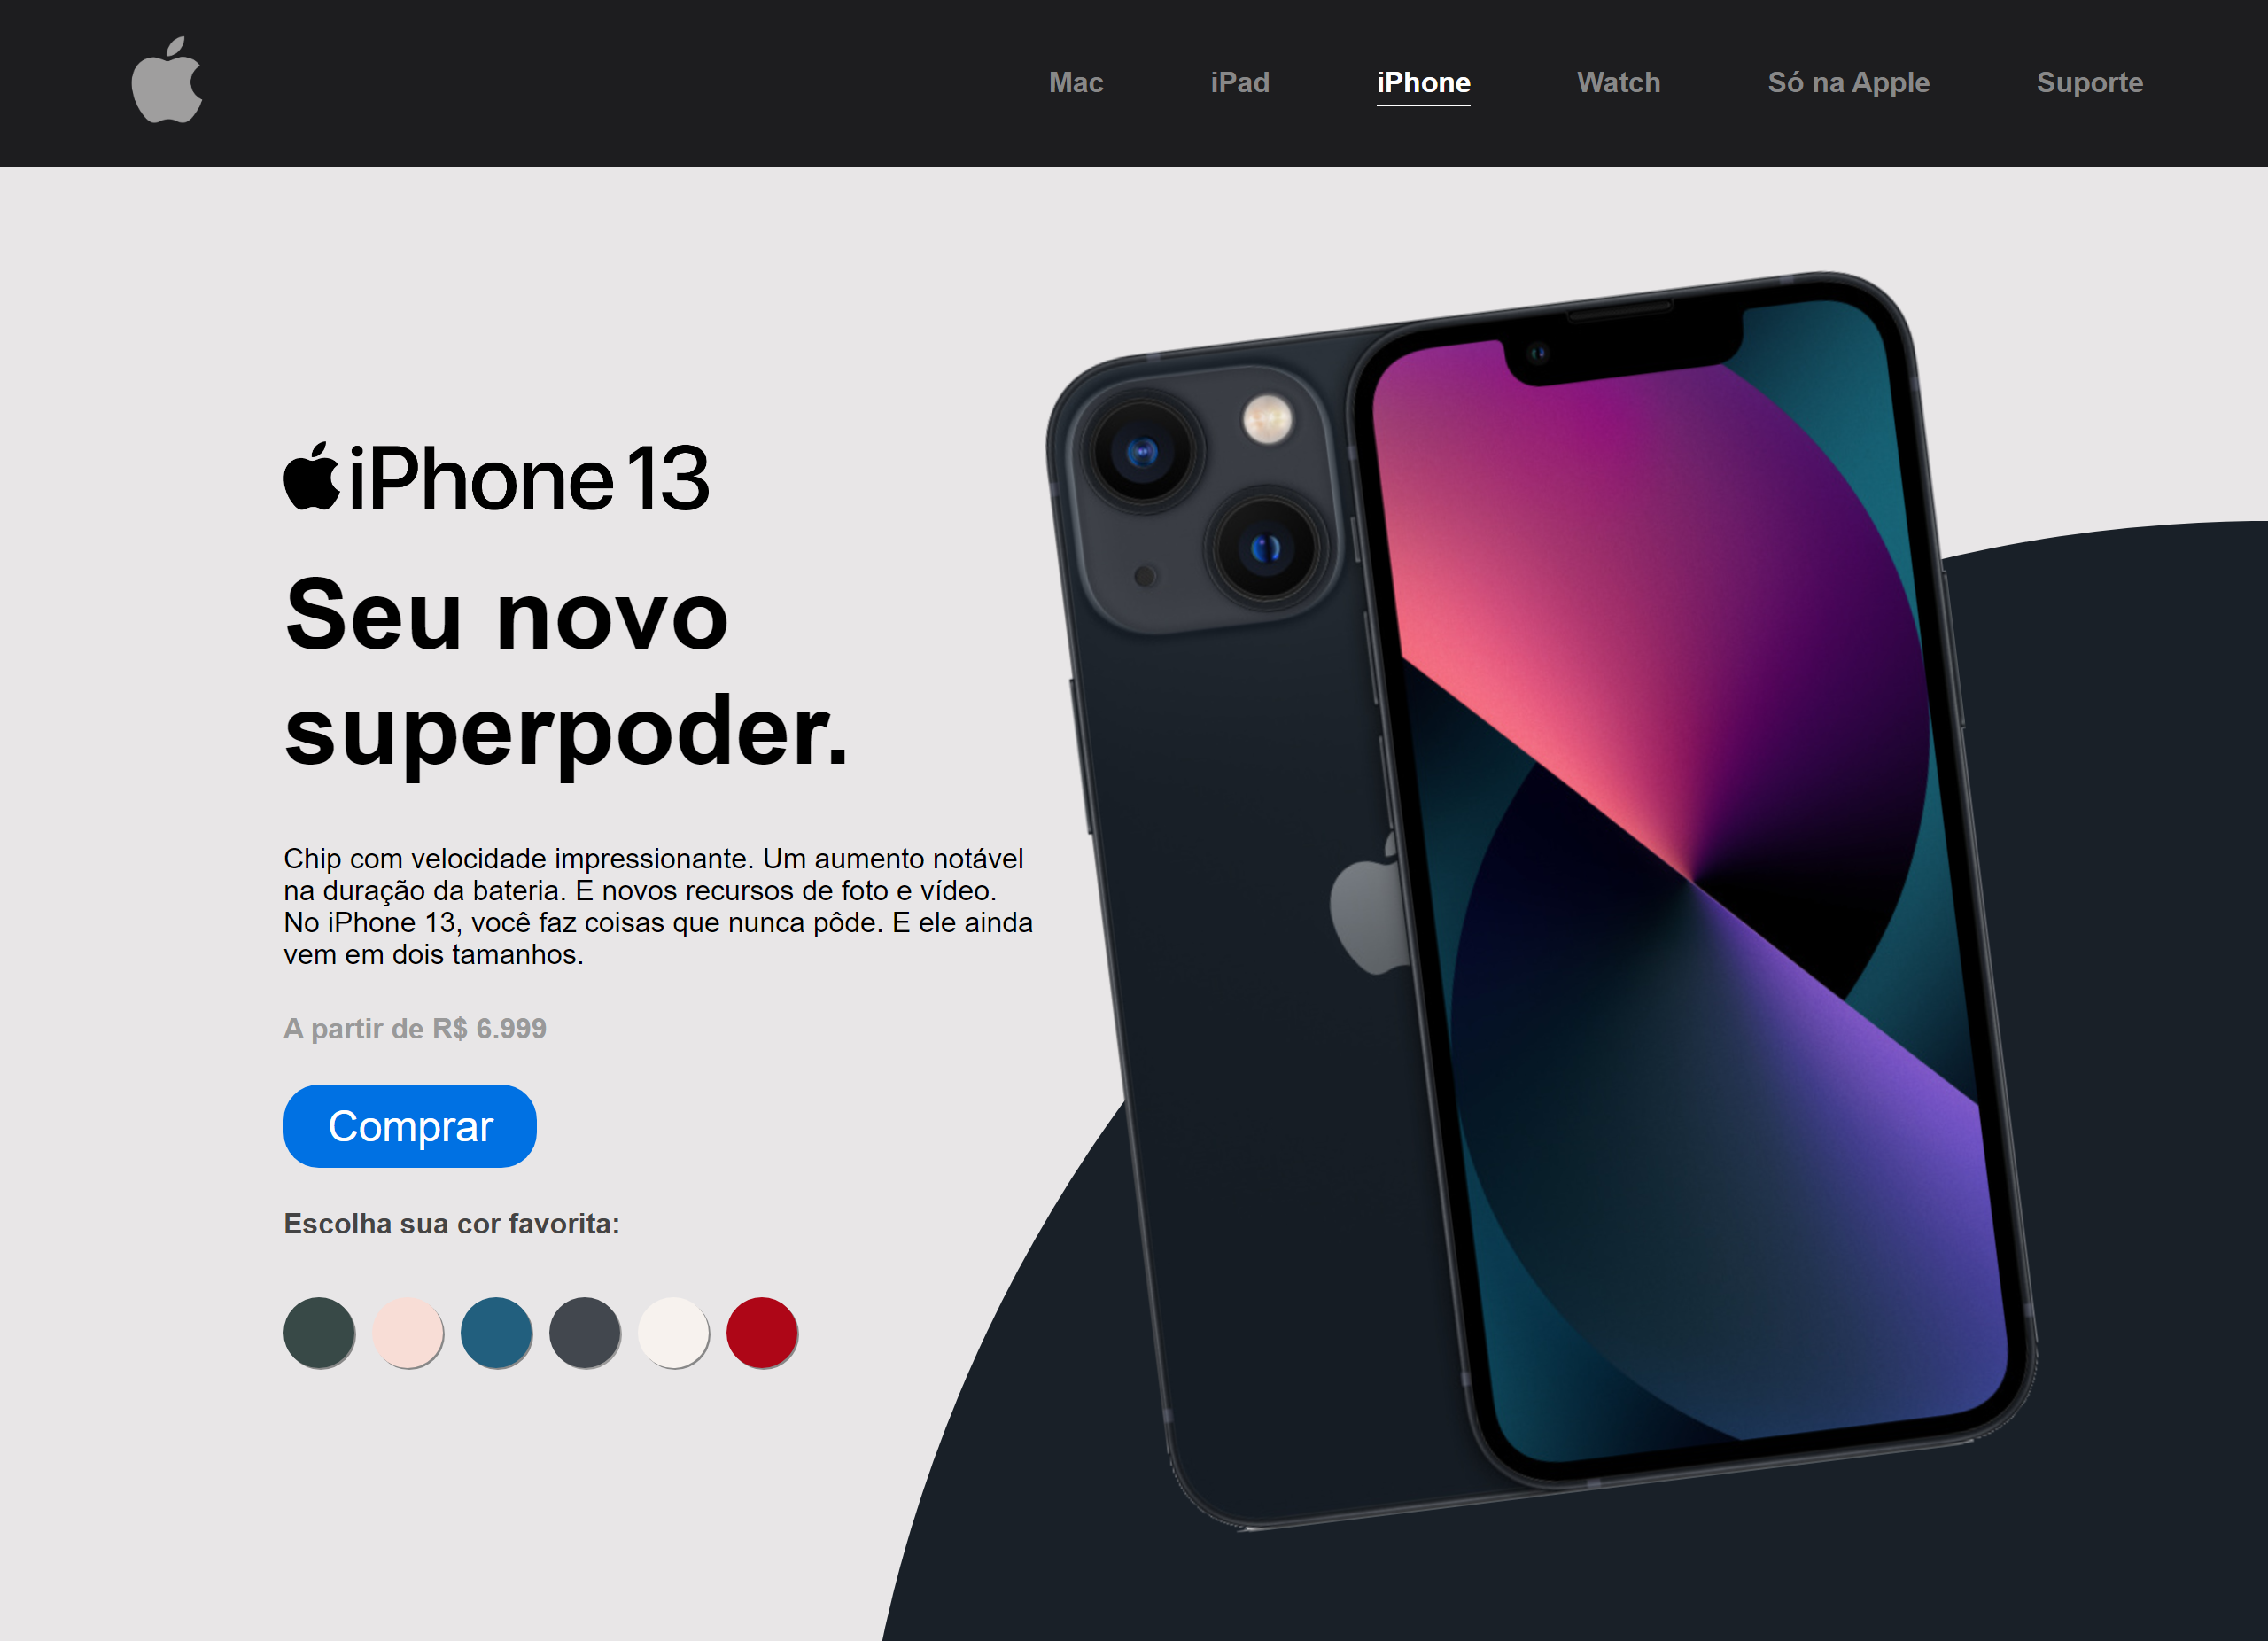 Mac iPad iPhone Watch Só na Apple Suporte
iPhone 13
Seu novo
superpoder.
Chip com velocidade impressionante. Um aumento notável
na duração da bateria. E novos recursos de foto e vídeo.
No iPhone 13, você faz coisas que nunca pôde. E ele ainda
vem em dois tamanhos.
A partir de R$ 6.999
Comprar
Escolha sua cor favorita: